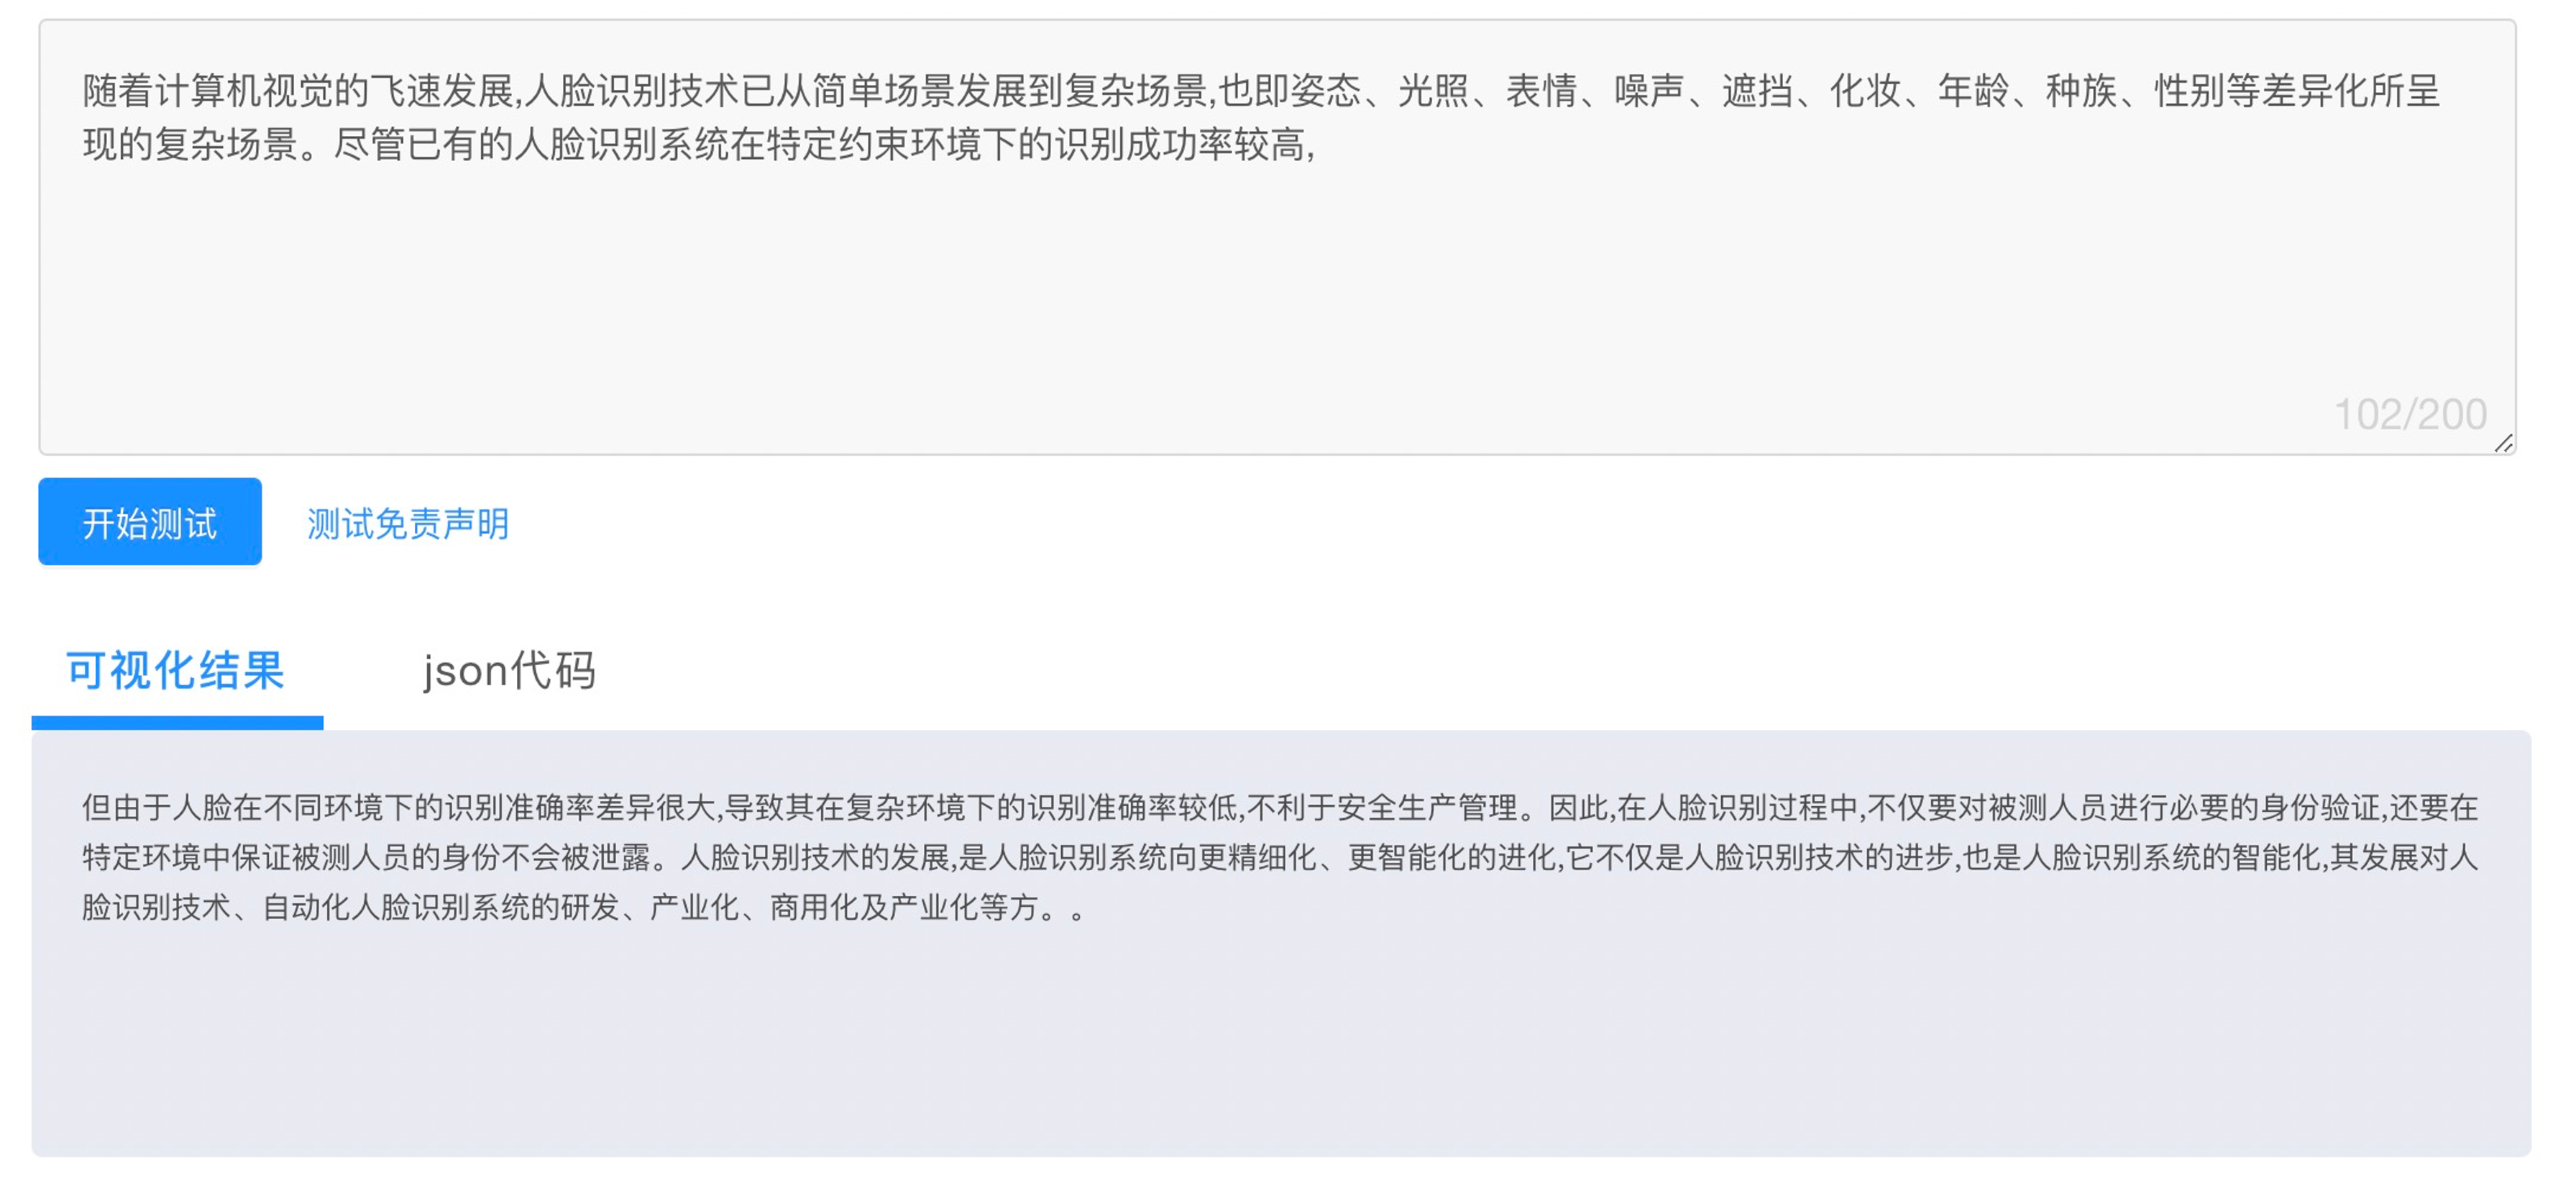 随着计算机视觉的飞速发展,人脸识别技术已从简单场景发展到复杂场景,也即姿态、光照、表情、噪声、遮挡、化妆、年龄、种族、性别等差异化所呈
现的复杂场景。尽管已有的人脸识别系统在特定约束环境下的识别成功率较高,
102/200
开始测试 测试免责声明
可视化结果 json代码
但由于人脸在不同环境下的识别准确率差异很大,导致其在复杂环境下的识别准确率较低,不利于安全生产管理。因此,在人脸识别过程中,不仅要对被测人员进行必要的身份验证,还要在
特定环境中保证被测人员的身份不会被泄露。人脸识别技术的发展,是人脸识别系统向更精细化、更智能化的进化,它不仅是人脸识别技术的进步,也是人脸识别系统的智能化,其发展对人
脸识别技术、自动化人脸识别系统的研发、产业化、商用化及产业化等方。。